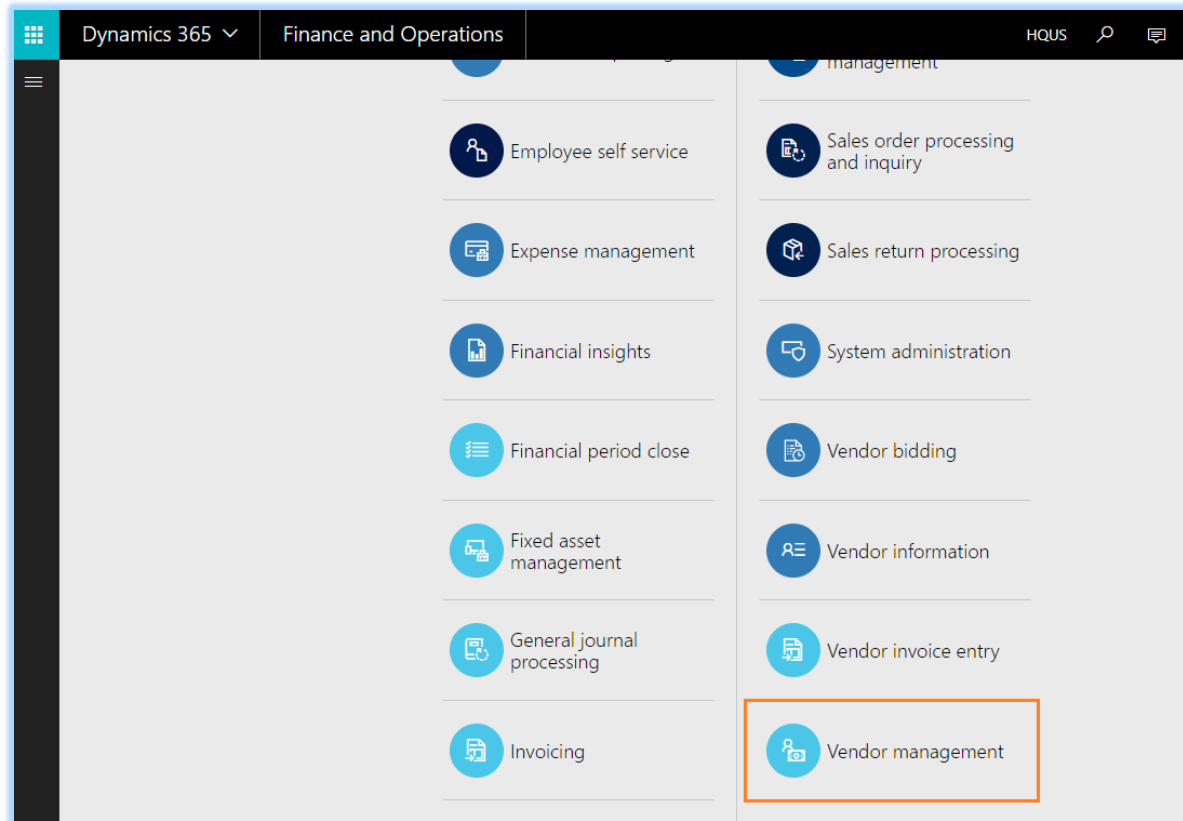 Dynamics 365
Finance and Operations
HQUS
Employee self service
Expense management
Financial insights
Financial period close
Fixed asset
management
General journal
processing
Invoicing
management
Sales order processing
and inquiry
Sales return processing
System administration
Vendor bidding
Vendor information
Vendor invoice entry
Vendor management